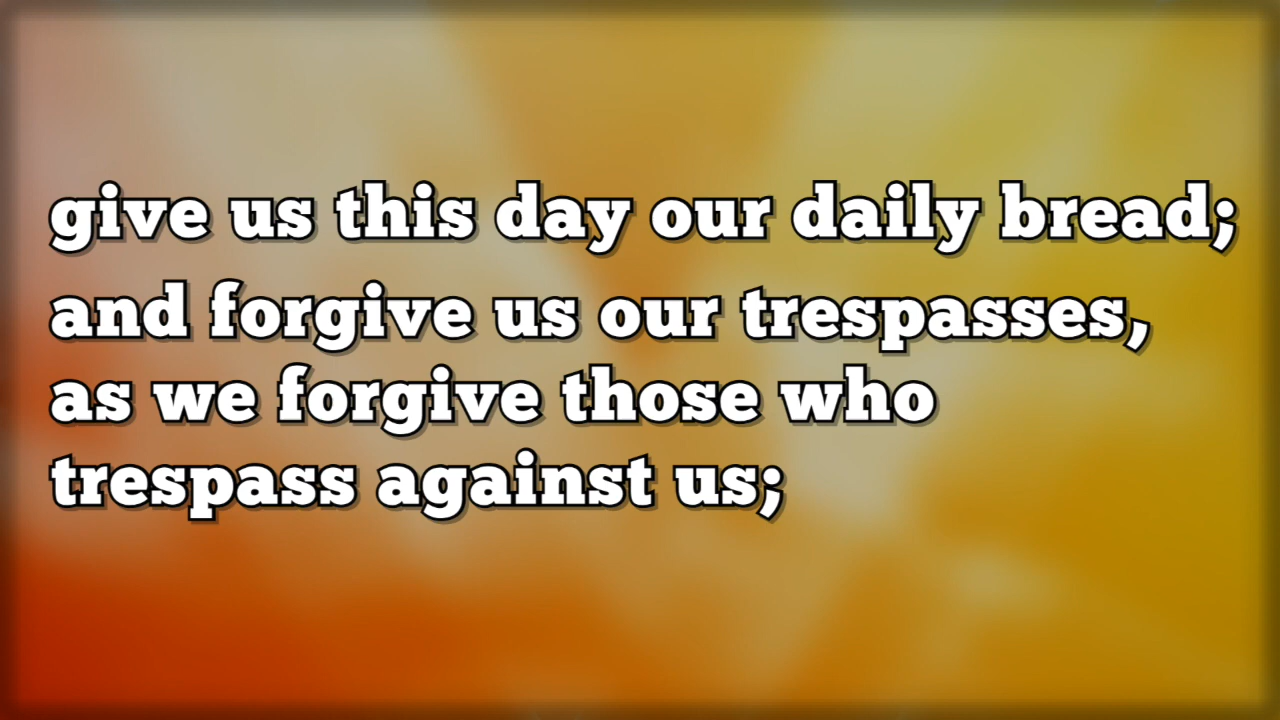 give us this day our daily bread;
and forgive us our trespasses,
as we forgive those who
trespass against us;